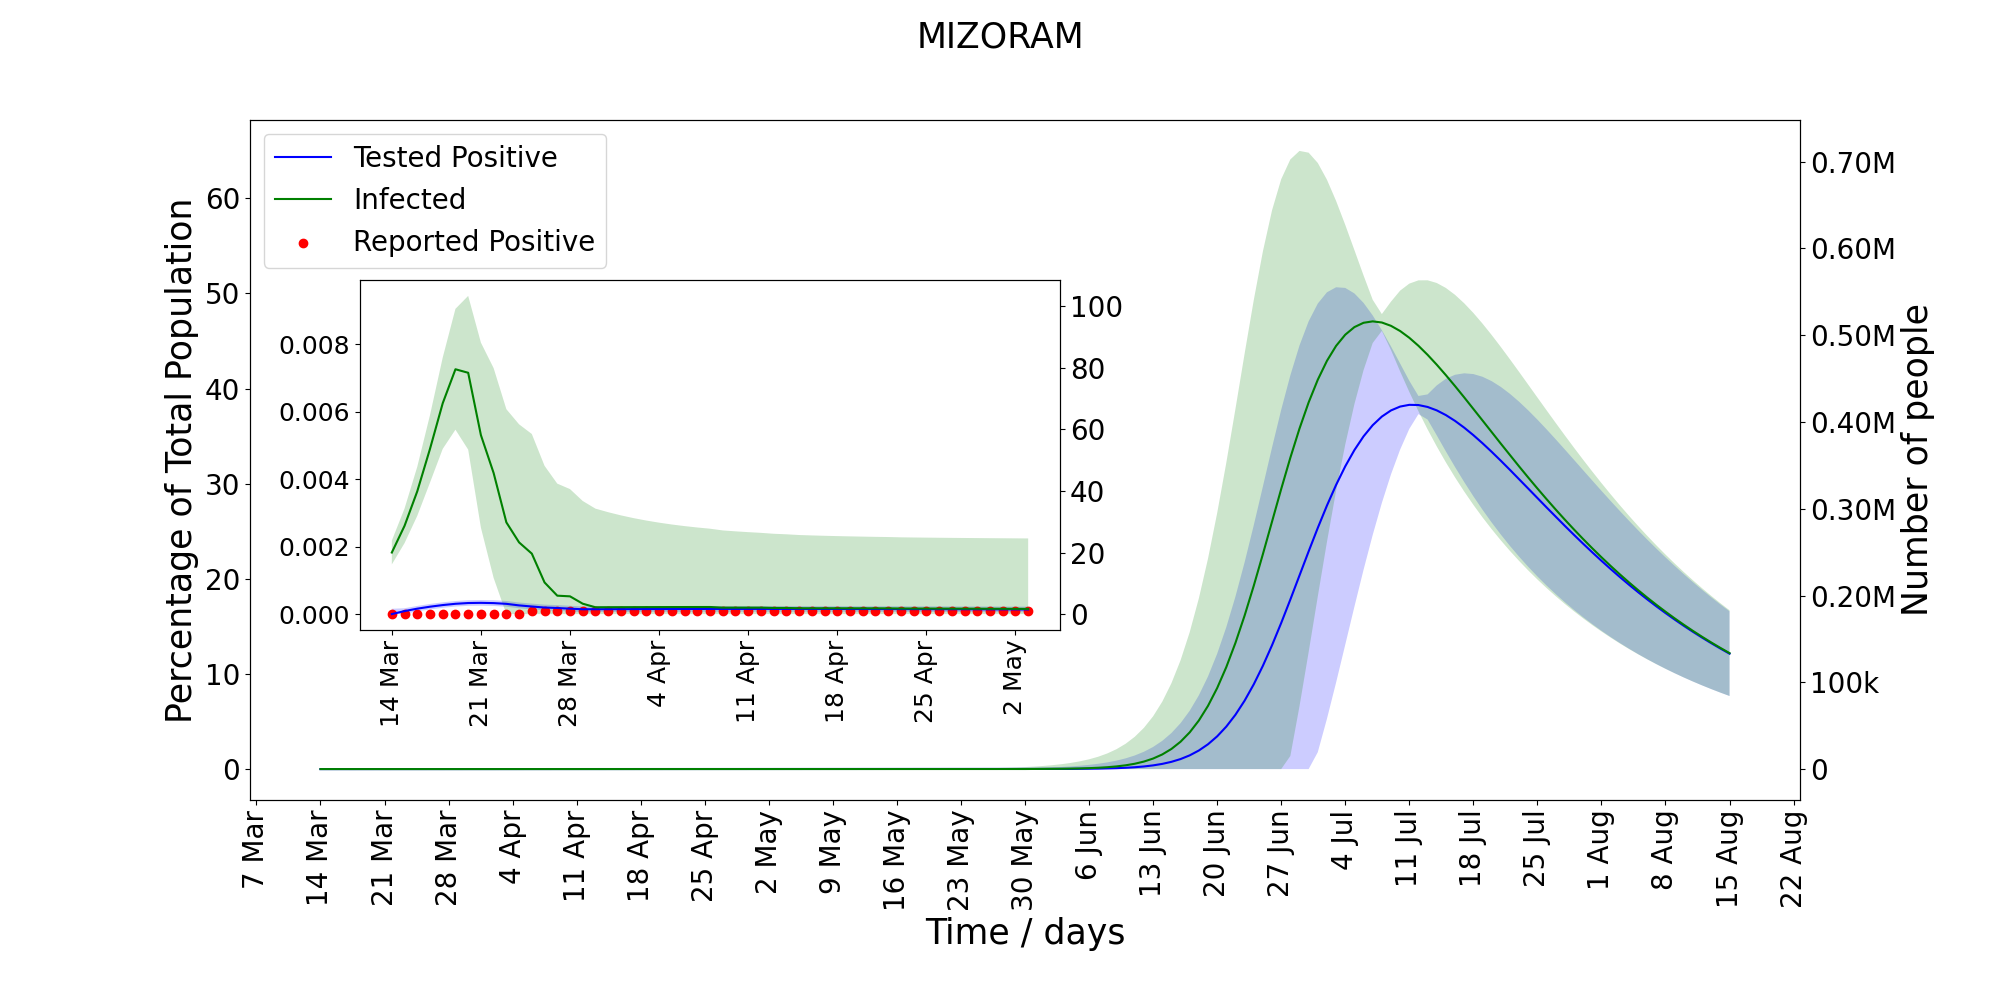 MIZORAM
Tested Positive
Infected
Reported Positive
Percentage of Total Population
60
50
40
30
20
10
0
0.70M
0.60M
0.50M
0.40M
0.30M
0.20M
100k
0
Number of people
0.008
0.006
0.004
0.002
0.000
100
80
60
40
20
0
14 Mar
21 Mar
28 Mar
4 Apr
11 Apr
18 Apr
25 Apr
2 May
7 Mar
14 Mar
21 Mar
28 Mar
4 Apr
11 Apr
18 Apr
25 Apr
2 May
9 May
16 May
23 May
30 May
6 Jun
13 Jun
20 Jun
27 Jun
4 Jul
11 Jul
18 Jul
25 Jul
1 Aug
8 Aug
15 Aug
22 Aug
Time / days